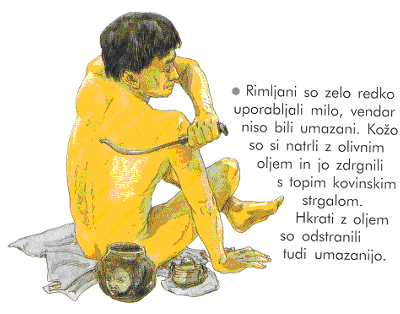 ● Rimljani so zelo redko
uporabljali milo, vendar
niso bili umazani. Kožo
so si natrli z olivnim
oljem in jo zdrgnili
s topim kovinskim
strgalom.
Hkrati z oljem
so odstranili
tudi umazanijo.